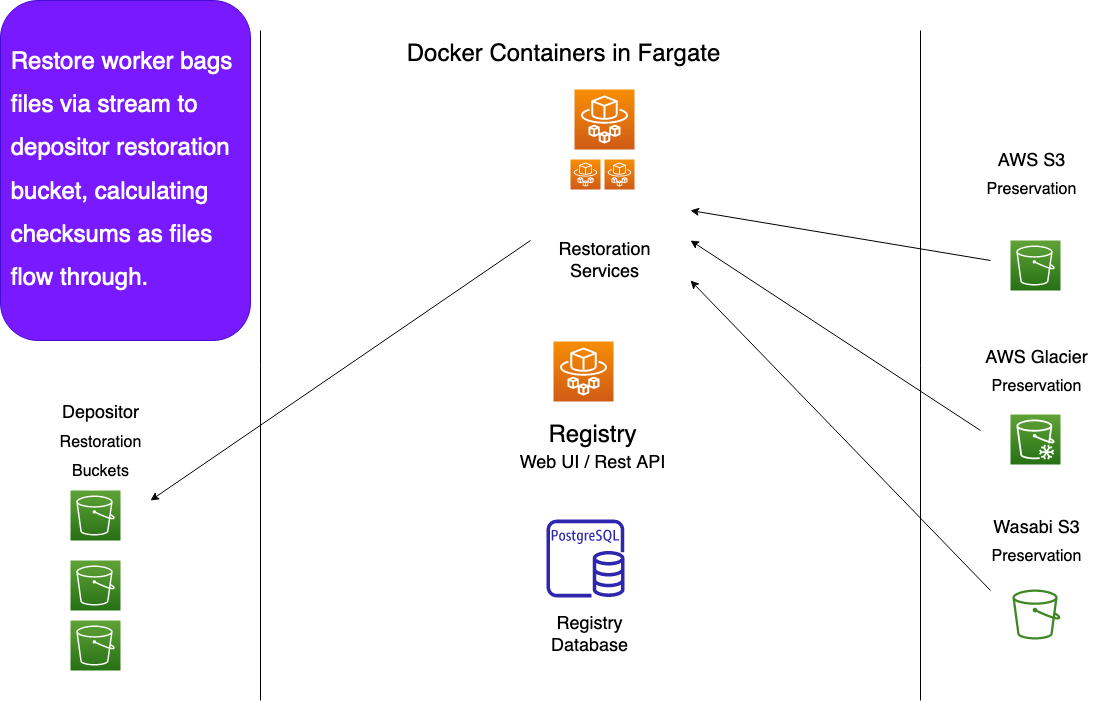 Restore worker bags
files via stream to
depositor restoration
bucket, calculating
checksums as files
flow through.
Docker Containers in Fargate
Restoration
Services
Registry
Web UI / Rest API
PostgreSQL
Registry
Database
Depositor
Restoration
Buckets
AWS S3
Preservation
AWS Glacier
Preservation
Wasabi S3
Preservation